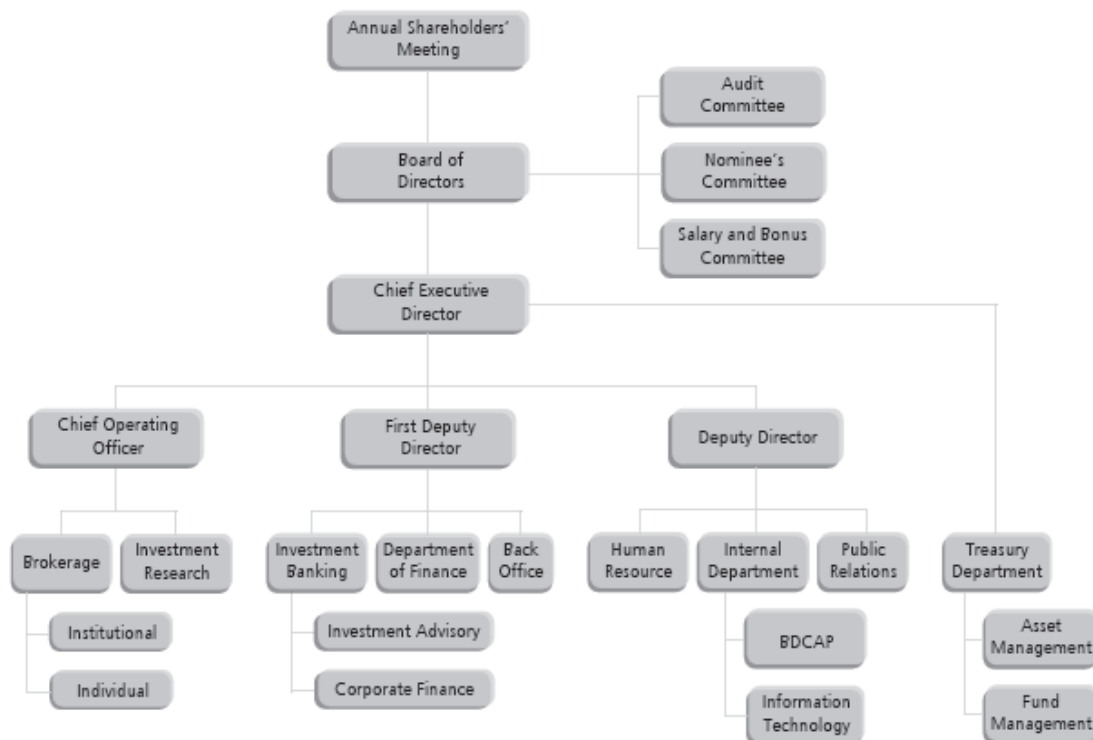 Annual Shareholders'
Meeting
Audit
Committee
Board of
Directors
Nominee's
Committee
Salary and Bonus
Committee
Chief Executive
Director
Chief Operating
Officer
First Deputy
Director
Deputy Director
Brokerage
Investment
Research
Investment
Banking
Department
of Finance
Back
Office
Human
Resource
Internal
Department
Public
Relations
Treasury
Department
Institutional
Individual
Investment Advisory
Corporate Finance
BDCAP
Information
Technology
Asset
Management
Fund
Management